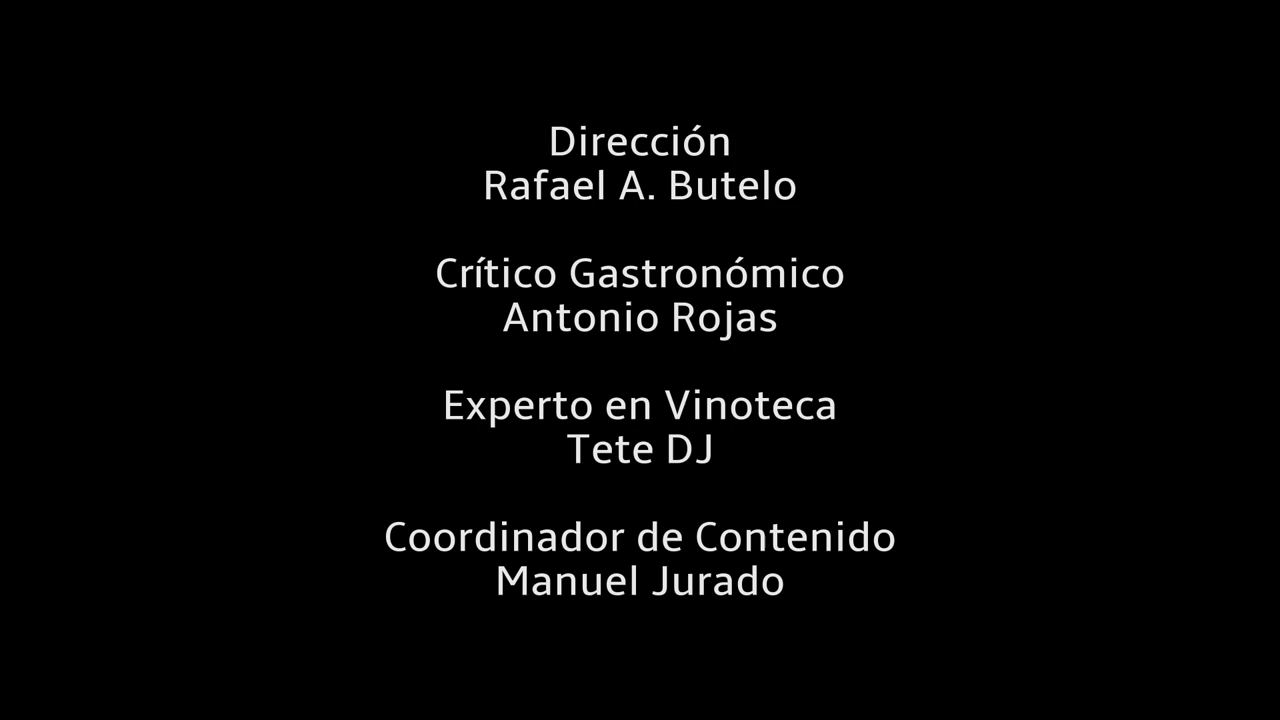 Dirección
Rafael A. Butelo
Crítico Gastronómico
Antonio Rojas
Experto en Vinoteca
Tete DJ
Coordinador de Contenido
Manuel Jurado